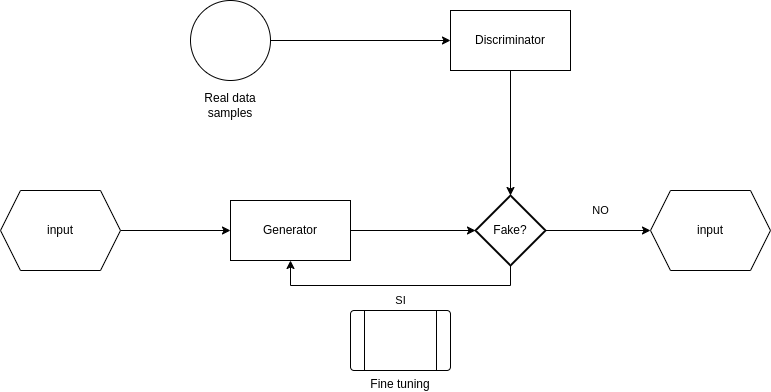 Discriminator
Real data
samples
input
Generator
Fake?
NO
input
SI
Fine tuning